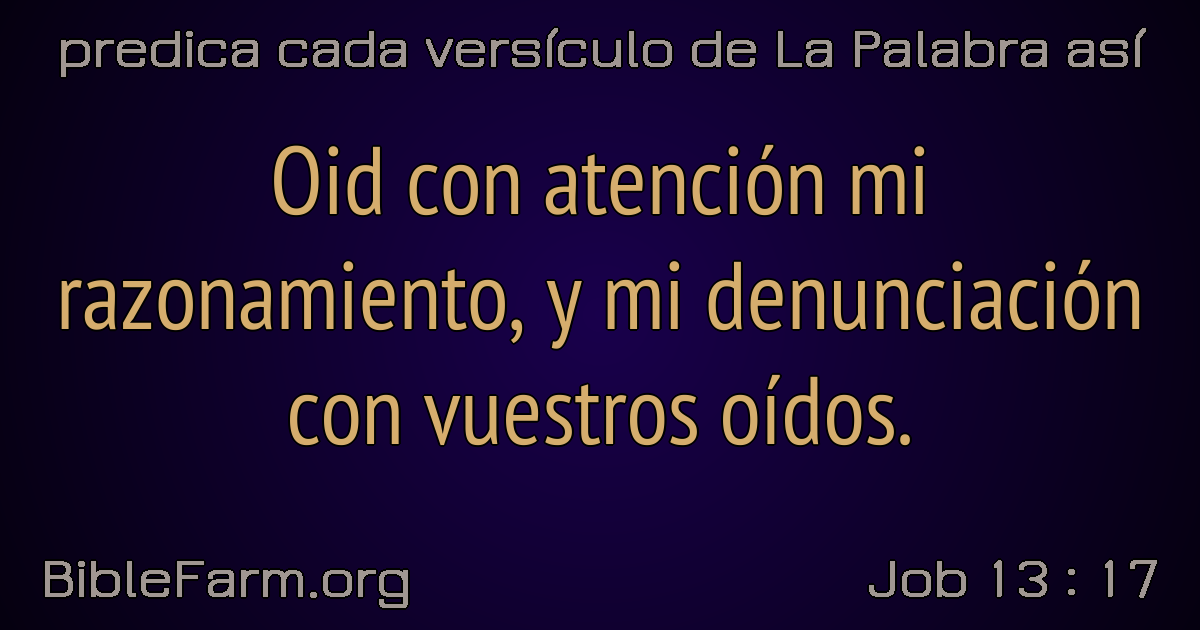 predica cada versículo de La Palabra así
Oid con atención mi
razonamiento, y mi denunciación
con vuestros oídos.
BibleFarm.org
Job 13 : 17